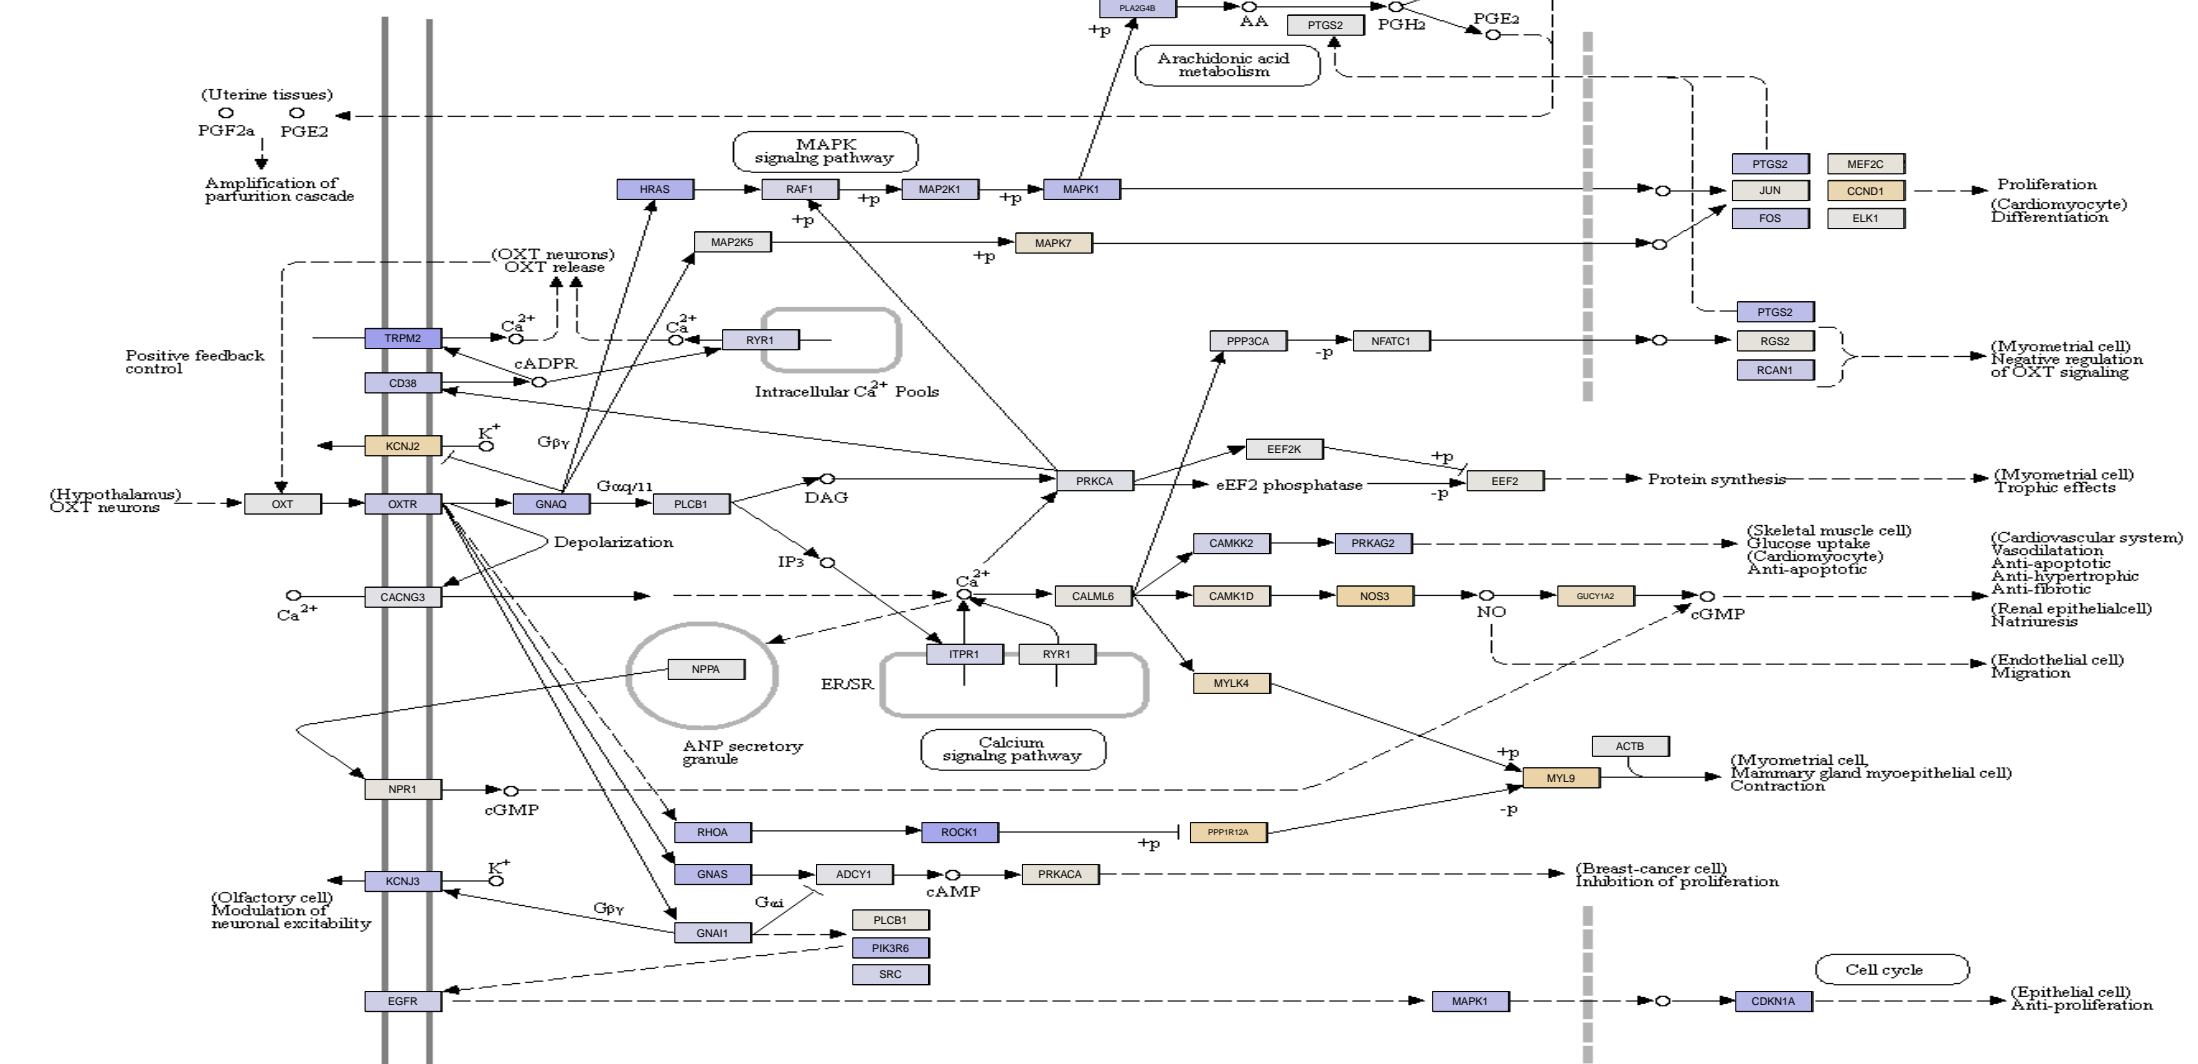 PLA2G4B
+p
AA
PTGS2
PGH2
PGE2
Arachidonic acid
metabolism
(Uterine tissues)
PGF2a
PGE2
Amplification of
parturition cascade
MAPK
signalng pathway
HRAS
RAF1
+p
MAP2K1
+p
MAPK1
+p
PTGS2
MEF2C
JUN
CCND1
FOS
ELK1
Proliferation
(Cardiomyocyte)
Differentiation
MAP2K5
+p
MAPK7
(OXT neurons)
OXT release
Positive feedback
control
TRPM2
Ca2+
Ca2+
RYR1
cADPR
CD38
Intracellular Ca2+ Pools
PPP3CA
-p
NFATC1
PTGS2
RGS2
RCAN1
(Myometrial cell)
Negative regulation
of OXT signaling
KCNJ2
K+
Gβγ
EEF2K
+p
PRKCA
eEF2 phosphatase
-p
EEF2
Protein synthesis
(Myometrial cell)
Trophic effects
(Hypothalamus)
OXT neurons
OXT
OXTR
GNAQ
Gαq/11
PLCB1
DAG
Depolarization
IP3
CAMKK2
PRKAG2
(Skeletal muscle cell)
Glucose uptake
(Cardiomyocyte)
Anti-apoptotic
(Cardiovascular system)
Vasodilatation
Anti-apoptotic
Anti-hypertrophic
Anti-fibrotic
(Renal epithelialcell)
Natriuresis
Ca2+
CACNG3
Ca2+
CALML6
CAMK1D
NOS3
NO
GUCY1A2
cGMP
NPPA
ITPR1
RYR1
ER/SR
MYLK4
(Endothelial cell)
Migration
ANP secretory
granule
Calcium
signalng pathway
+p
ACTB
MYL9
-p
(Myometrial cell,
Mammary gland myoepithelial cell)
Contraction
NPR1
cGMP
RHOA
ROCK1
+p
PPP1R12A
KCNJ3
K+
GNAS
ADCY1
cAMP
PRKACA
(Breast-cancer cell)
Inhibition of proliferation
(Olfactory cell)
Modulation of
neuronal excitability
Gβγ
Gαi
GNAI1
PLCB1
PIK3R6
SRC
Cell cycle
EGFR
MAPK1
CDKN1A
(Epithelial cell)
Anti-proliferation